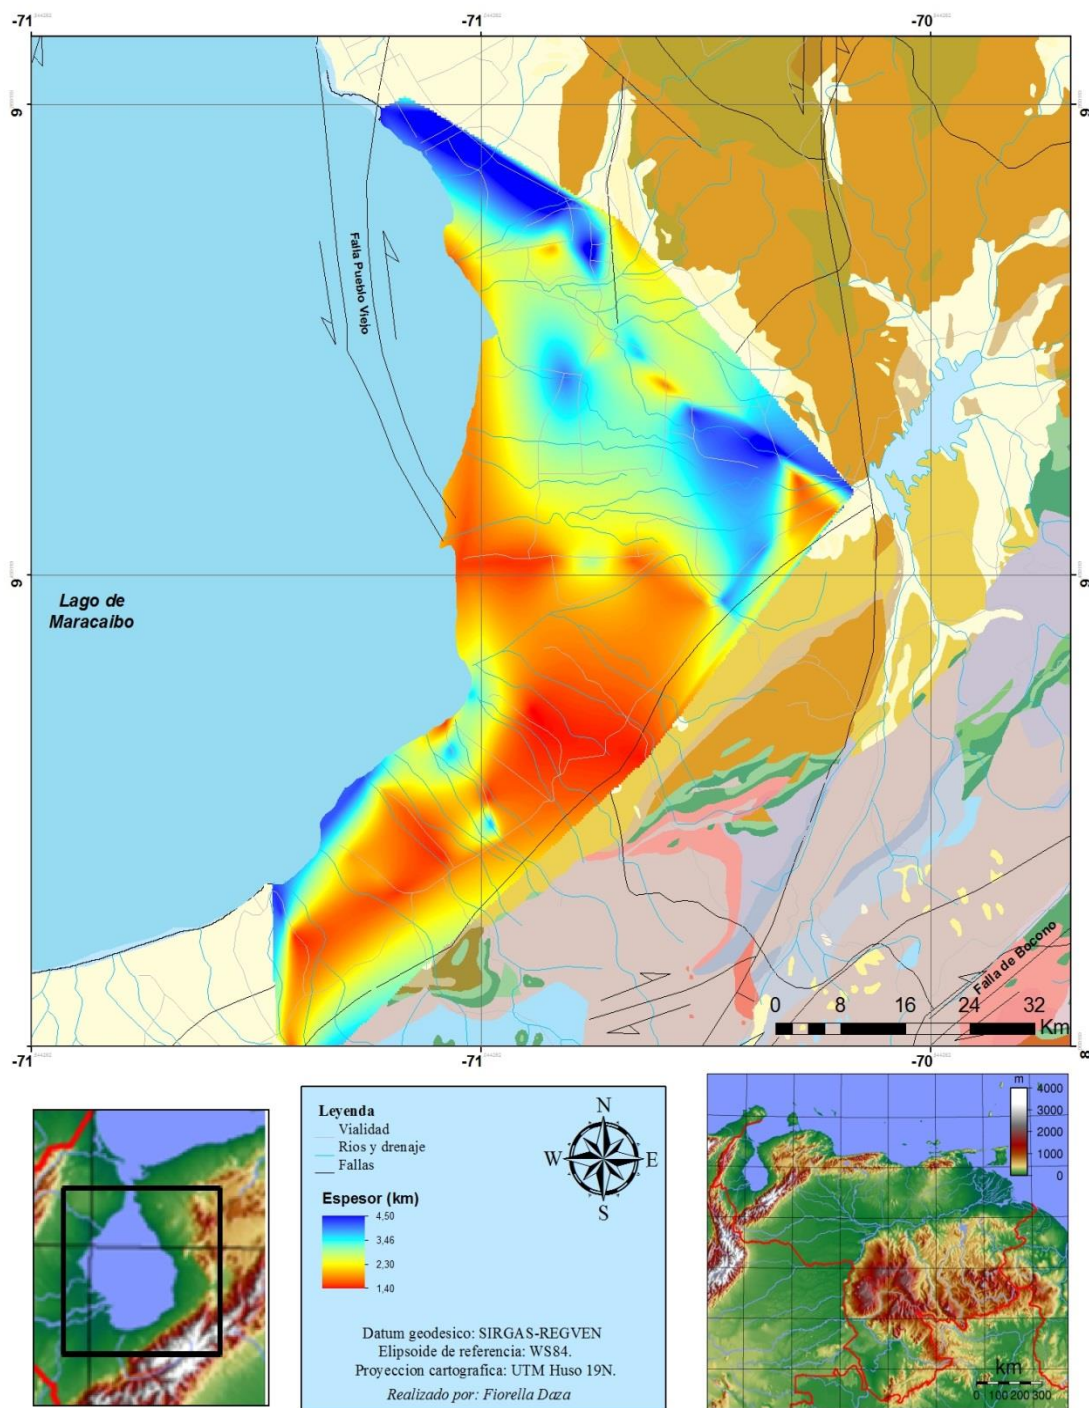 -71
-71
-70
9
9
Falla Pueblo Viejo
Lago de
Maracaibo
9
9
Falla de Bocono
0 8 16 24 32
Km
-71
-71
-70
8
Leyenda
Vialidad
Rios y drenaje
Fallas
Espesor (km)
4,50
3,46
2,30
1,40
N
W E
S
Datum geodesico: SIRGAS-REGVEN
Elipsoide de referencia: WS84.
Proyeccion cartografica: UTM Huso 19N.
Realizado por: Fiorella Daza
m
4000
3000
2000
1000
0
km
0 100 200 300